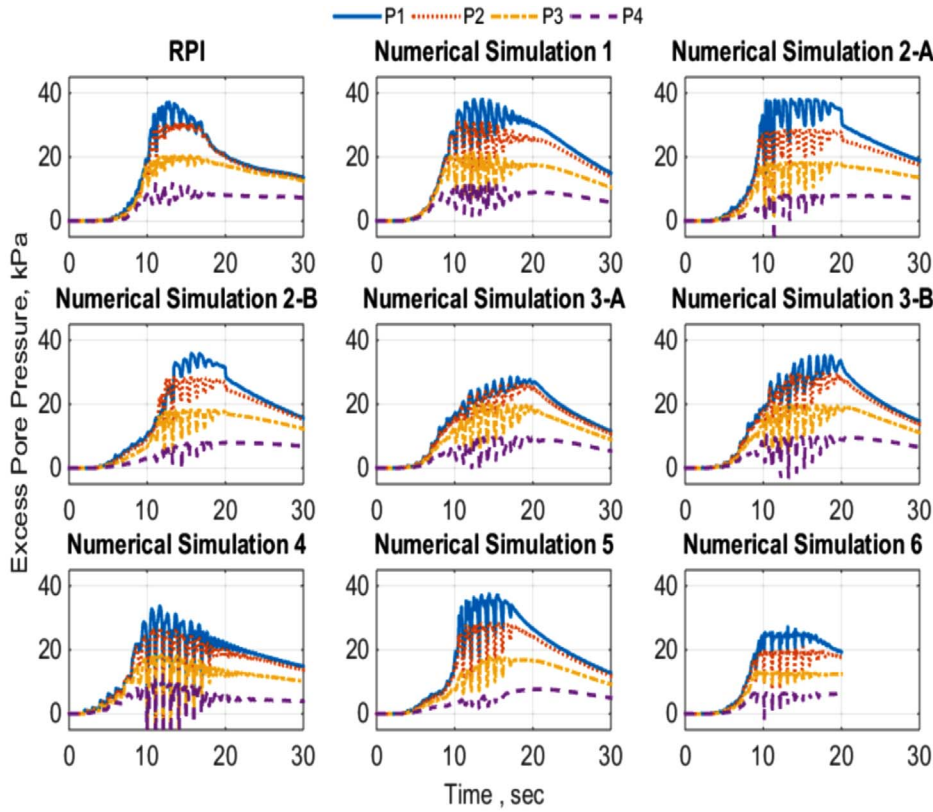 P1 P2 P3 P4
RPI Numerical Simulation 1 Numerical Simulation 2-A
40 40 40
20 20 20
0 0 0
0 10 20 30 0 10 20 30 0 10 20 30
Numerical Simulation 2-B Numerical Simulation 3-A Numerical Simulation 3-B
40 40 40
20 20 20
0 0 0
0 10 20 30 0 10 20 30 0 10 20 30
Excess Pore Pressure, kPa
Numerical Simulation 4 Numerical Simulation 5 Numerical Simulation 6
40 40 40
20 20 20
0 0 0
0 10 20 30 0 10 20 30 0 10 20 30
Time , sec